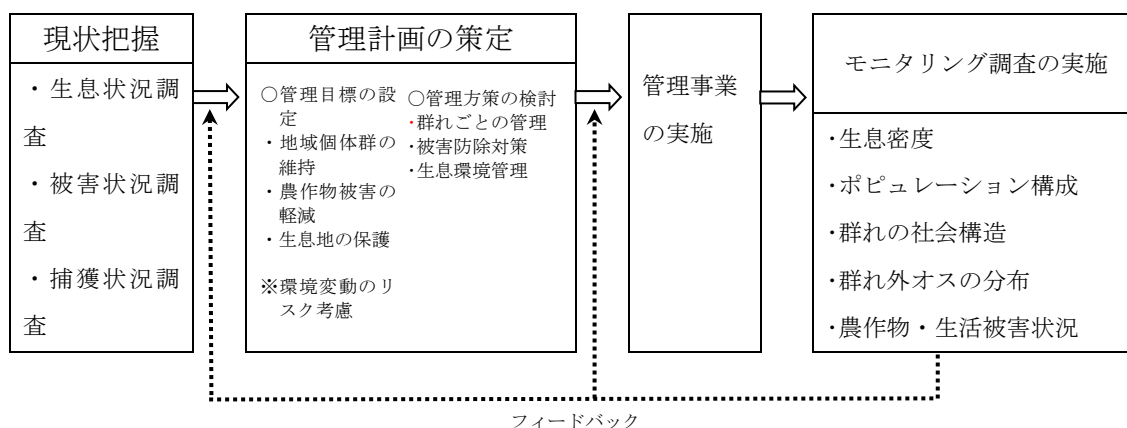 現状把握
・生息状況調
査
・被害状況調
査
・捕獲状況調
査
管理計画の策定
○管理目標の設
定
・地域個体群の
維持
・農作物被害の
軽減
・生息地の保護
※環境変動のリ
スク考慮
○管理方策の検討
・群れごとの管理
・被害防除対策
・生息環境管理
管理事業
の実施
モニタリング調査の実施
・生息密度
・ポピュレーション構成
・群れの社会構造
・群れ外オスの分布
・農作物・生活被害状況
フィードバック